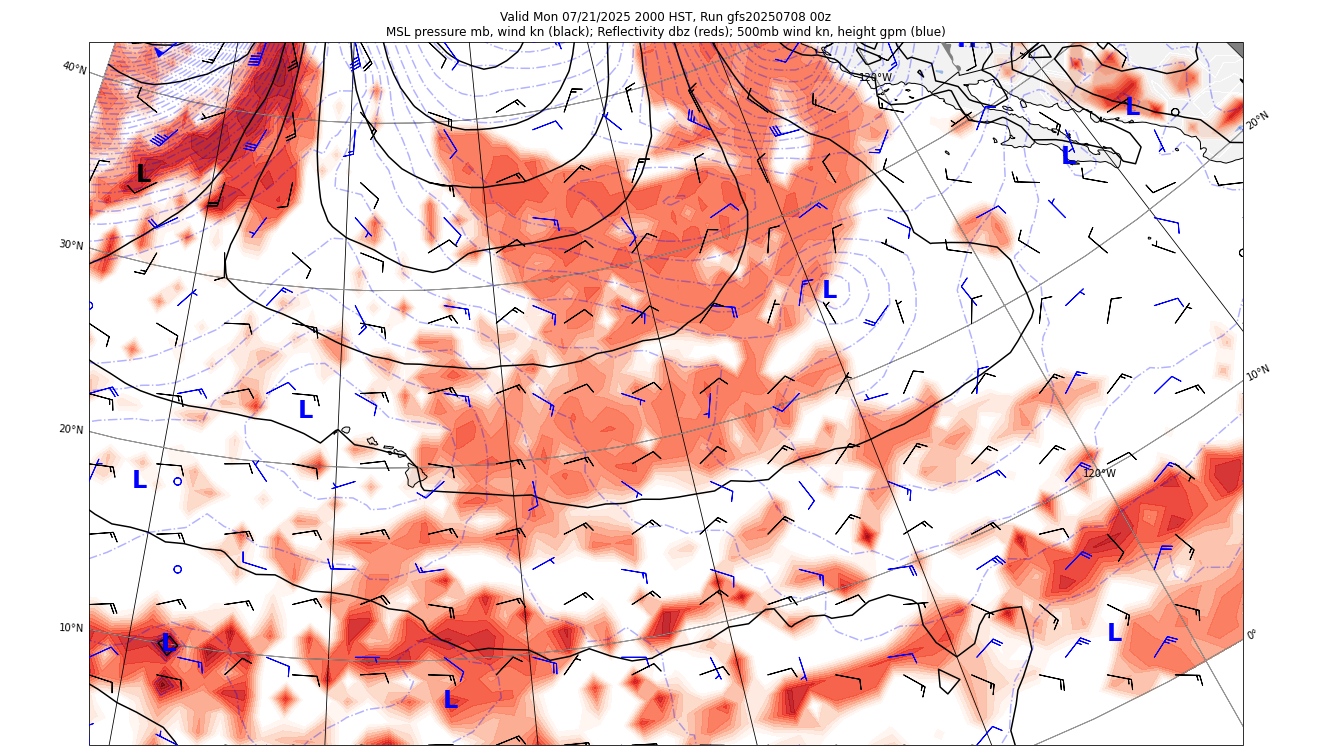 Valid Mon 07/21/2025 2000 HST, Run gfs20250708 00z
MSL pressure mb, wind kn (black); Reflectivity dbz (reds); 500mb wind kn, height gpm (blue)
40°N
120°W
L
20°N
L
L
30°N
L
10°N
L
20°N
L
120°W
10°N
L
L
0°
L